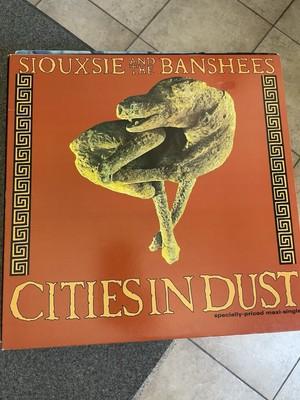 SIOUXSIE AND THE BANSHEES
CITIES IN DUST
specially-priced maxi-single